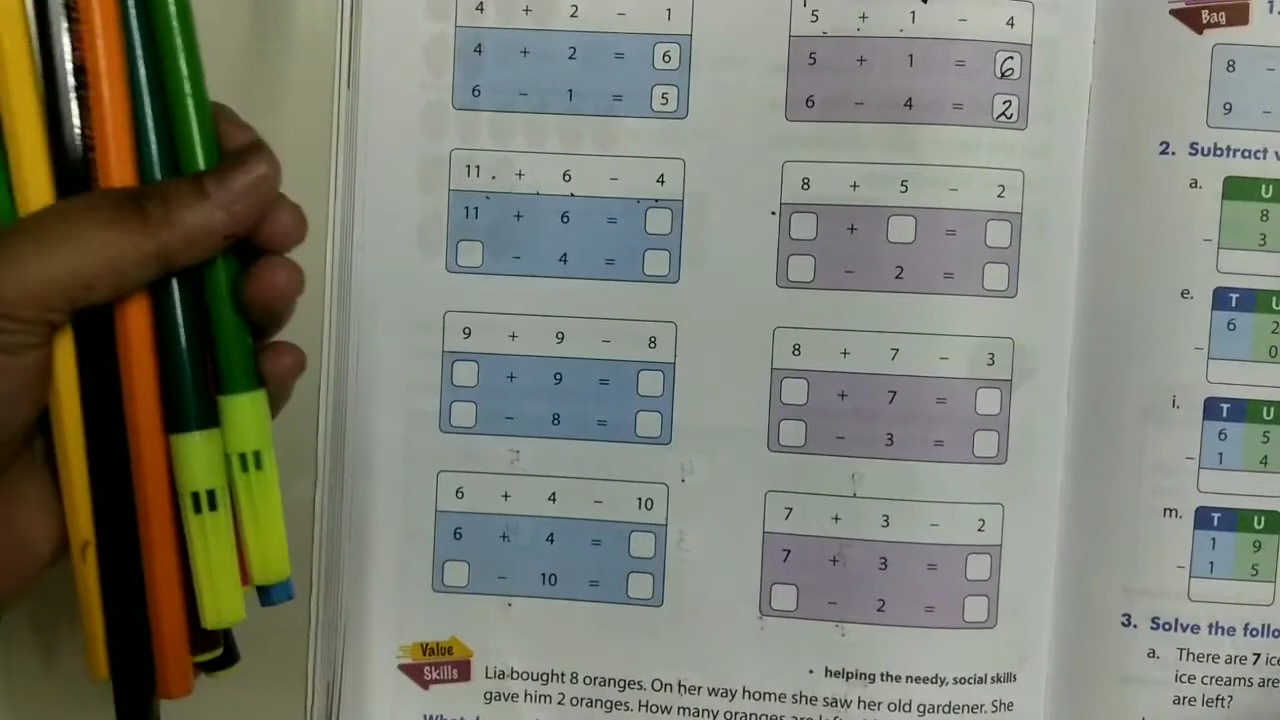 4 + 2 - 1
4 + 2 = 6
6 - 1 = 5
5 + 1 - 4
5 + 1 = 6
6 - 4 = 2
11 + 6 - 4
11 + 6 =
- 4 =
8 + 5 - 2
+ =
- 2 =
9 + 9 - 8
+ 9 =
- 8 =
8 + 7 - 3
+ 7 =
- 3 =
6 + 4 - 10
6 + 4 =
- 10 =
7 + 3 - 2
7 + 3 =
- 2 =
Value
Skills
• helping the needy, social skills
Lia bought 8 oranges. On her way home she saw her old gardener. She
gave him 2 oranges. How many oranges are
Bag
1.
8 -
9 -
2. Subtract
a.
U
8
- 3
e.
T U
6 2
- 0
i.
T U
6 5
- 1 4
m.
T U
1 9
- 1 5
3. Solve the follo
a. There are 7 ice
ice creams are
are left?